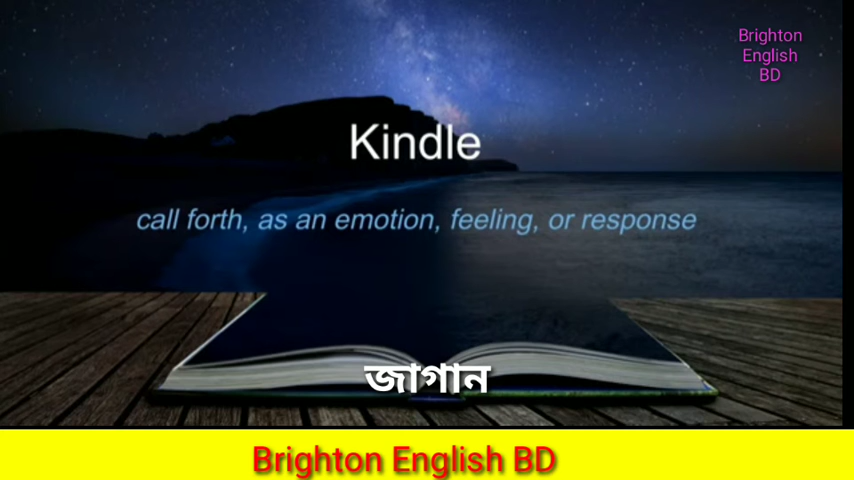 Brighton
English
BD
Kindle
call forth, as an emotion, feeling, or response
জাগান
Brighton English BD